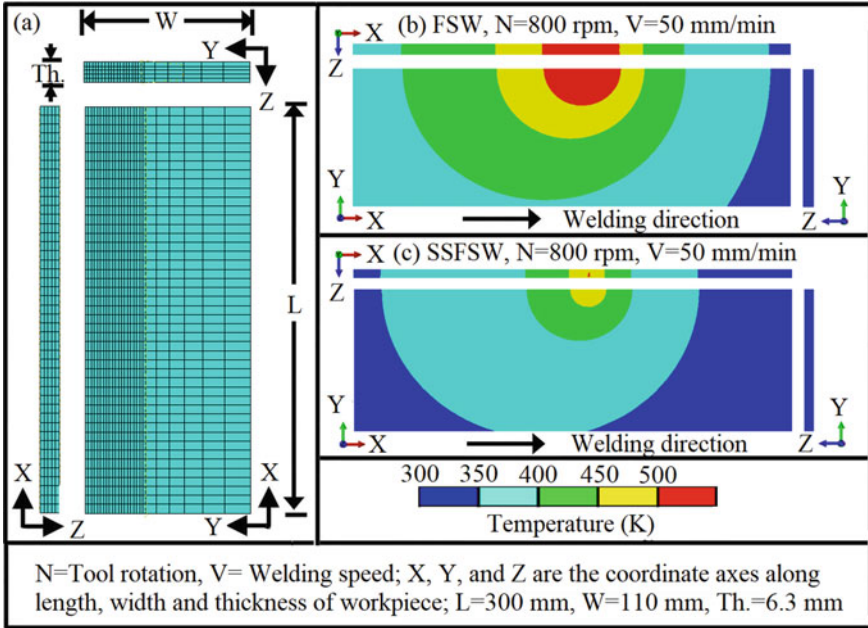 (a)
W
Y
Z
Th.
L
X
Z
X
Y
(b) FSW, N=800 rpm, V=50 mm/min
X
Z
Y
X
Welding direction
Y
Z
(c) SSFSW, N=800 rpm, V=50 mm/min
X
Z
Y
X
Welding direction
Y
Z
300 350 400 450 500
Temperature (K)
N=Tool rotation, V= Welding speed; X, Y, and Z are the coordinate axes along
length, width and thickness of workpiece; L=300 mm, W=110 mm, Th.=6.3 mm